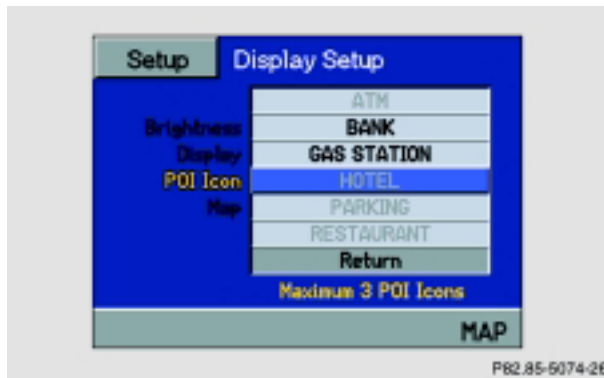 Setup Display Setup
ATM
Brightness BANK
Display GAS STATION
POI Icon HOTEL
Map PARKING
RESTAURANT
Return
Maximum 3 POI Icons
MAP
P82.85-5074-26